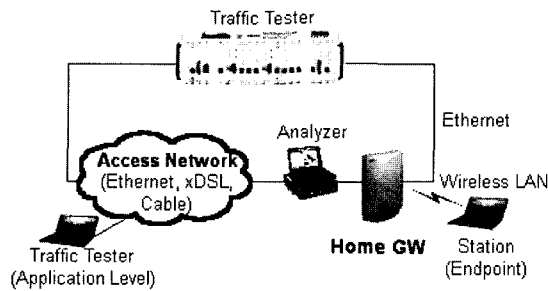 Traffic Tester
Ethernet
Analyzer
Access Network
(Ethernet, xDSL,
Cable)
Wireless LAN
Home GW
Traffic Tester
(Application Level)
Station
(Endpoint)